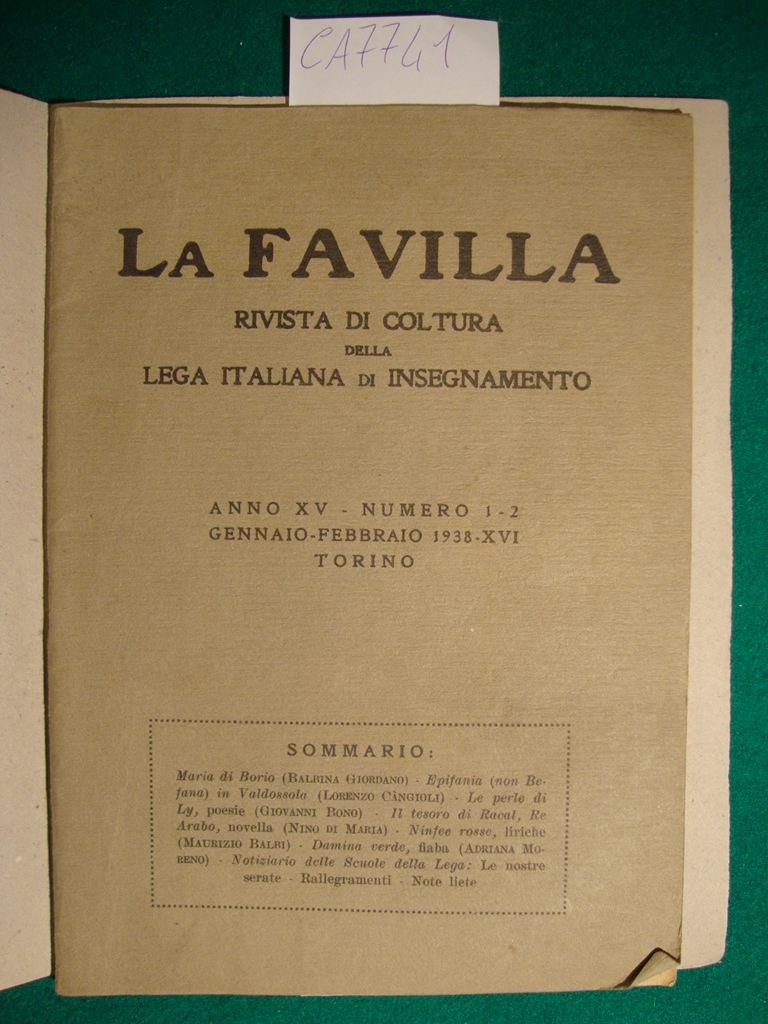 CA7741
LA FAVILLA
RIVISTA DI COLTURA
DELLA
LEGA ITALIANA DI INSEGNAMENTO
ANNO XV - NUMERO 1-2
GENNAIO-FEBBRAIO 1938-XVI
TORINO
SOMMARIO:
Maria di Borio (BALBINA GIORDANO) - Epifania (non Be-
fana) in Valdossola (LORENZO CÀNGIOLI) - Le perle di
Ly, poesie (GIOVANNI BONO) - Il tesoro di Racal, Re
Arabo, novella (NINO DI MARIA) - Ninfee rosse, liriche
(MAURIZIO BALBI) - Damina verde, fiaba (ADRIANA MO-
RENO) - Notiziario delle Scuole della Lega: Le nostre
serate - Rallegramenti - Note liete